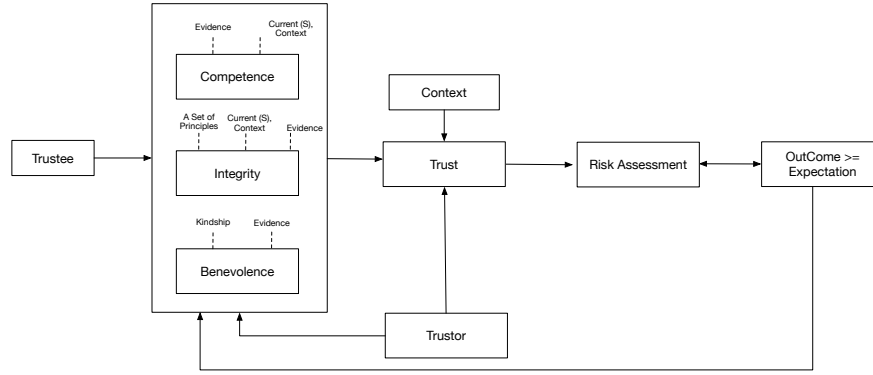 Evidence
Current (S),
Context
Competence
Context
A Set of
Principles
Current (S),
Context
Evidence
Trustee
Integrity
Trust
Risk Assessment
OutCome >=
Expectation
Kindship
Evidence
Benevolence
Trustor